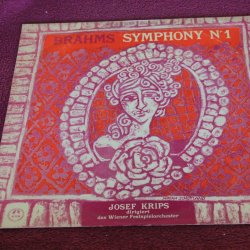 BRAHMS SYMPHONY Nº1
JOSEF KRIPS
dirigiert
das Wiener Festspielorchester